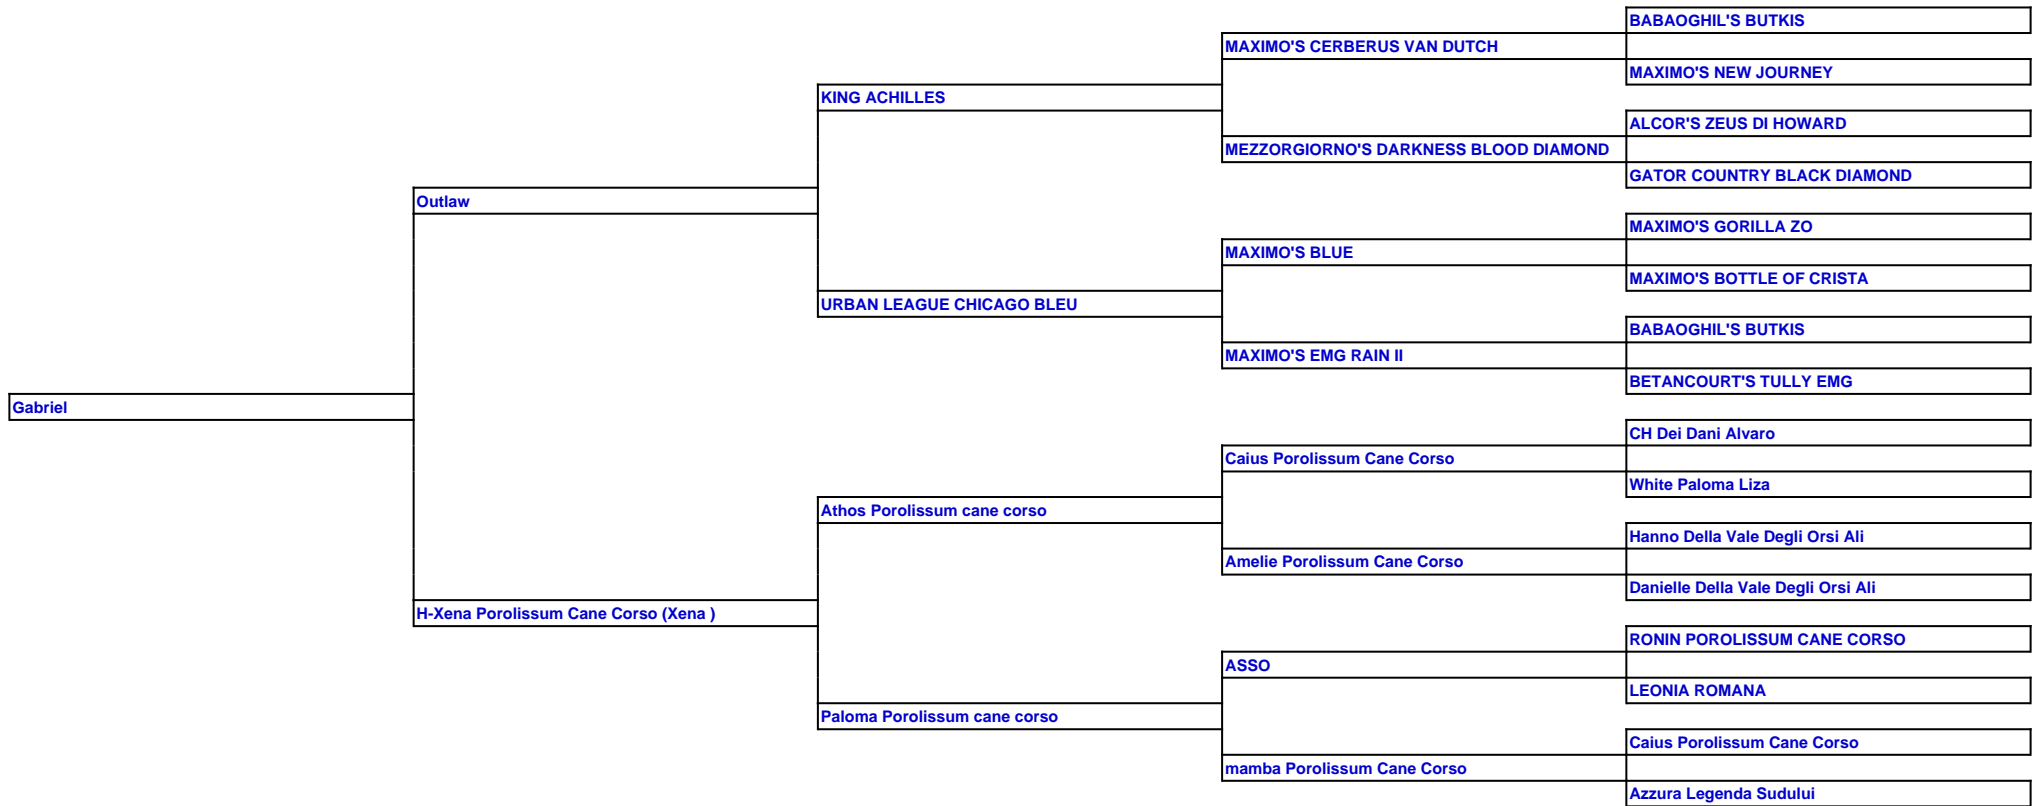 BABAOGHIL'S BUTKIS
MAXIMO'S CERBERUS VAN DUTCH
MAXIMO'S NEW JOURNEY
KING ACHILLES
ALCOR'S ZEUS DI HOWARD
MEZZORGIORNO'S DARKNESS BLOOD DIAMOND
GATOR COUNTRY BLACK DIAMOND
Outlaw
MAXIMO'S GORILLA ZO
MAXIMO'S BLUE
MAXIMO'S BOTTLE OF CRISTA
URBAN LEAGUE CHICAGO BLEU
BABAOGHIL'S BUTKIS
MAXIMO'S EMG RAIN II
BETANCOURT'S TULLY EMG
Gabriel
CH Dei Dani Alvaro
Caius Porolissum Cane Corso
White Paloma Liza
Athos Porolissum cane corso
Hanno Della Vale Degli Orsi Ali
Amelie Porolissum Cane Corso
Danielle Della Vale Degli Orsi Ali
H-Xena Porolissum Cane Corso (Xena )
RONIN POROLISSUM CANE CORSO
ASSO
LEONIA ROMANA
Paloma Porolissum cane corso
Caius Porolissum Cane Corso
mamba Porolissum Cane Corso
Azzura Legenda Sudului